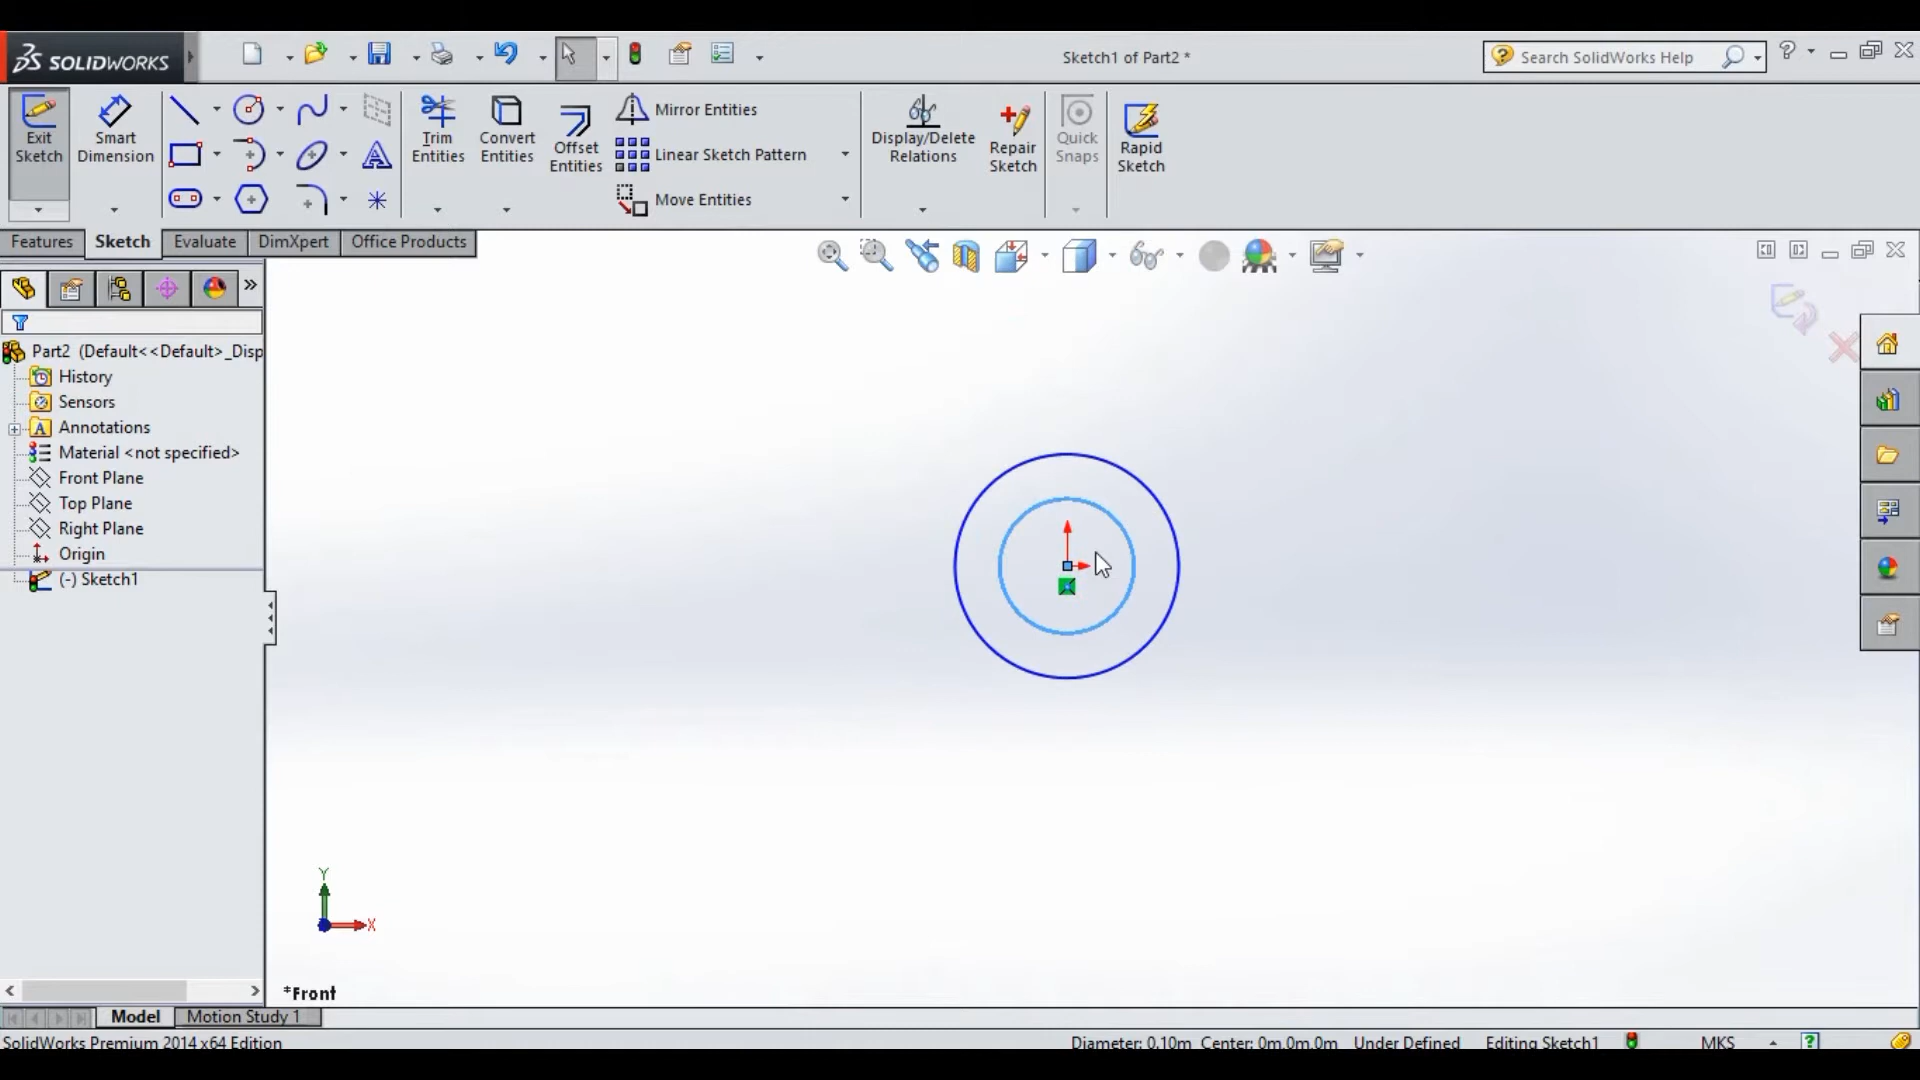 SOLIDWORKS
Sketch1 of Part2 *
Search SolidWorks Help
Exit Sketch
Smart Dimension
Trim Entities
Convert Entities
Offset Entities
Mirror Entities
Linear Sketch Pattern
Move Entities
Display/Delete Relations
Repair Sketch
Quick Snaps
Rapid Sketch
Features
Sketch
Evaluate
DimXpert
Office Products
Part2 (Default<<Default>_Disp
History
Sensors
Annotations
Material <not specified>
Front Plane
Top Plane
Right Plane
Origin
(-) Sketch1
Y
X
*Front
Model
Motion Study 1
SolidWorks Premium 2014 x64 Edition
Diameter: 0.10m Center: 0m,0m,0m Under Defined Editing Sketch1 MKS